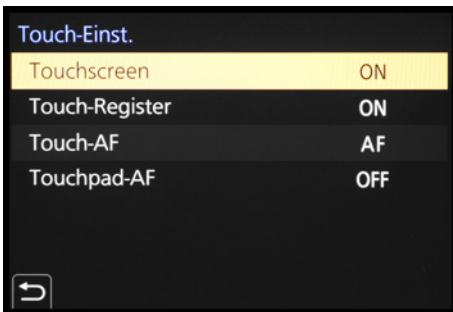 Touch-Einst.
Touchscreen ON
Touch-Register ON
Touch-AF AF
Touchpad-AF OFF